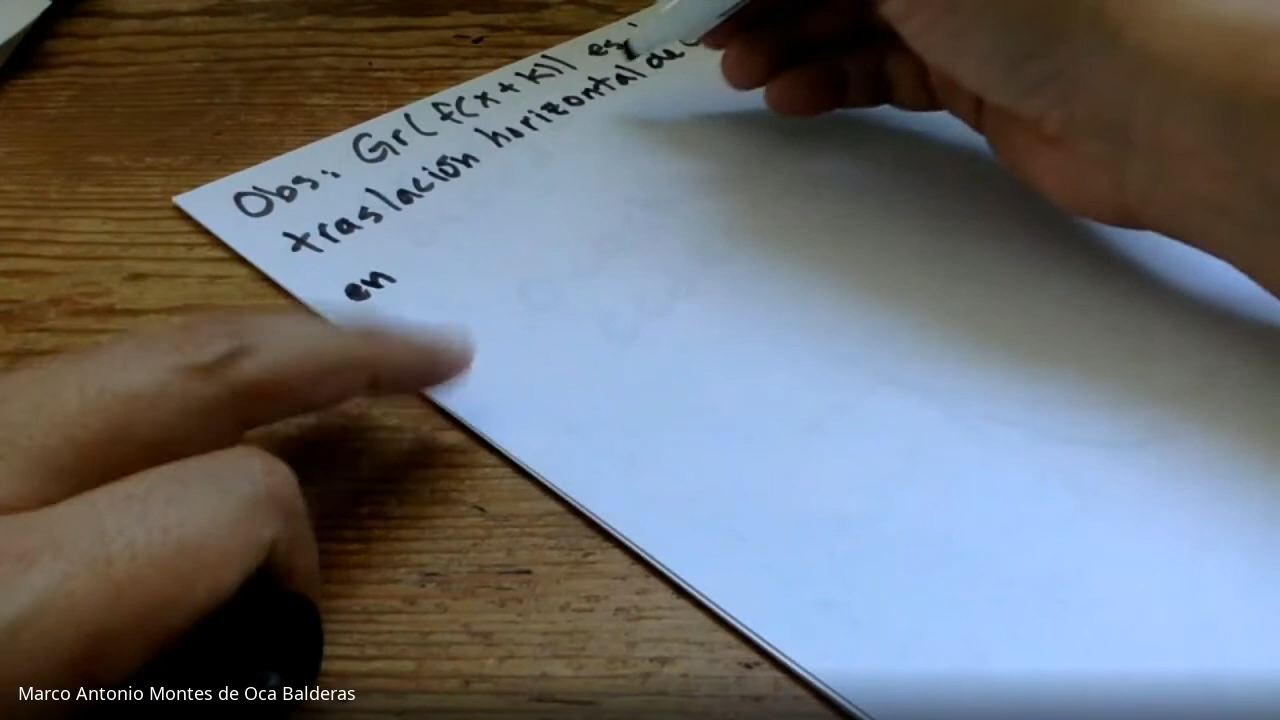 Obs: Gr(f(x+k)) es
traslación horizontal de
en
Marco Antonio Montes de Oca Balderas